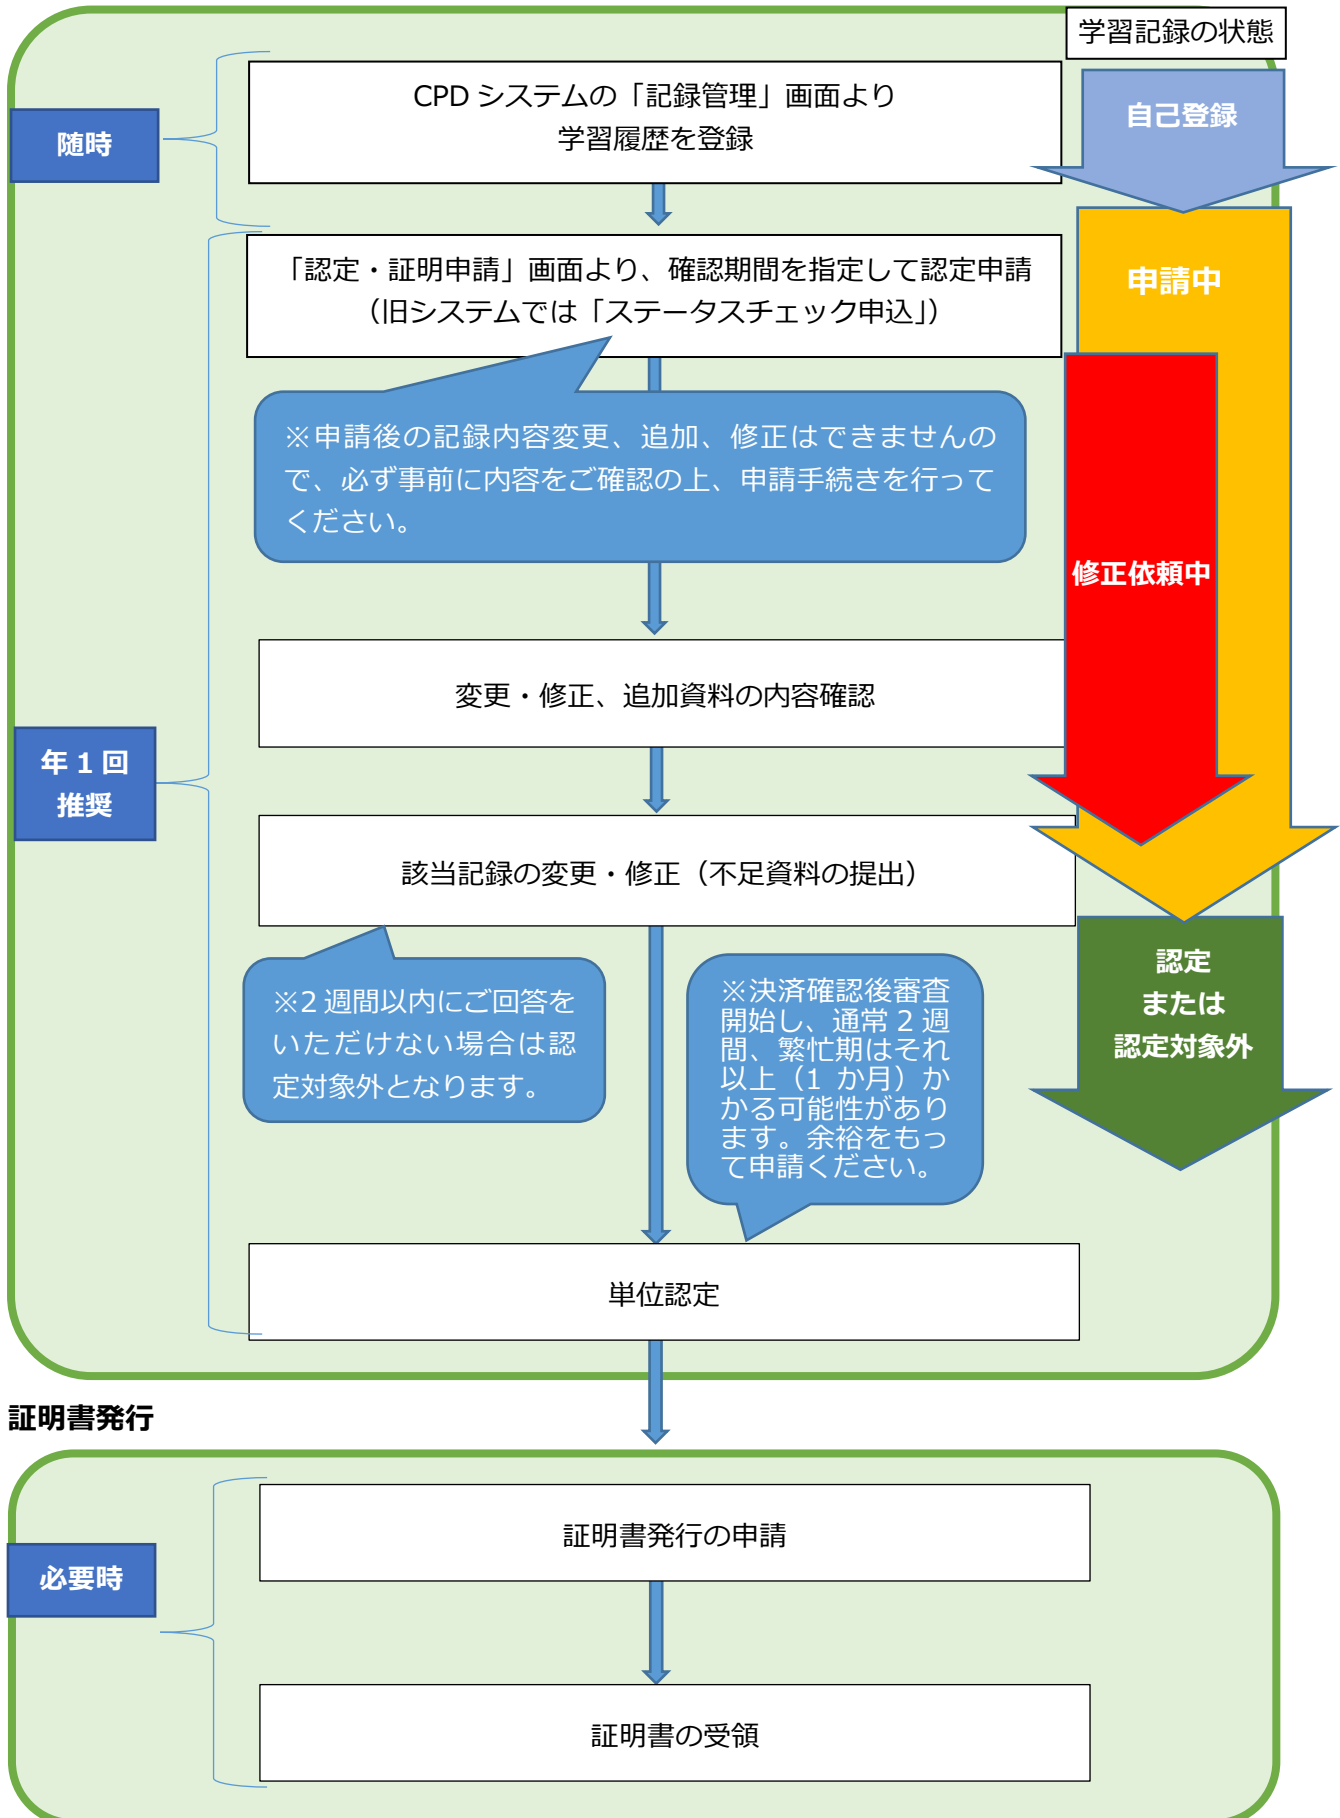 学習記録の状態
CPD システムの「記録管理」画面より
学習履歴を登録
自己登録
随時
「認定・証明申請」画面より、確認期間を指定して認定申請
（旧システムでは「ステータスチェック申込」）
申請中
※申請後の記録内容変更、追加、修正はできませんの
で、必ず事前に内容をご確認の上、申請手続きを行って
ください。
修正依頼中
変更・修正、追加資料の内容確認
年 1 回
推奨
該当記録の変更・修正（不足資料の提出）
※2 週間以内にご回答を
いただけない場合は認
定対象外となります。
※決済確認後審査
開始し、通常 2 週
間、繁忙期はそれ
以上（1 か月）か
かる可能性があり
ます。余裕をもっ
て申請ください。
認定
または
認定対象外
単位認定
証明書発行
証明書発行の申請
必要時
証明書の受領